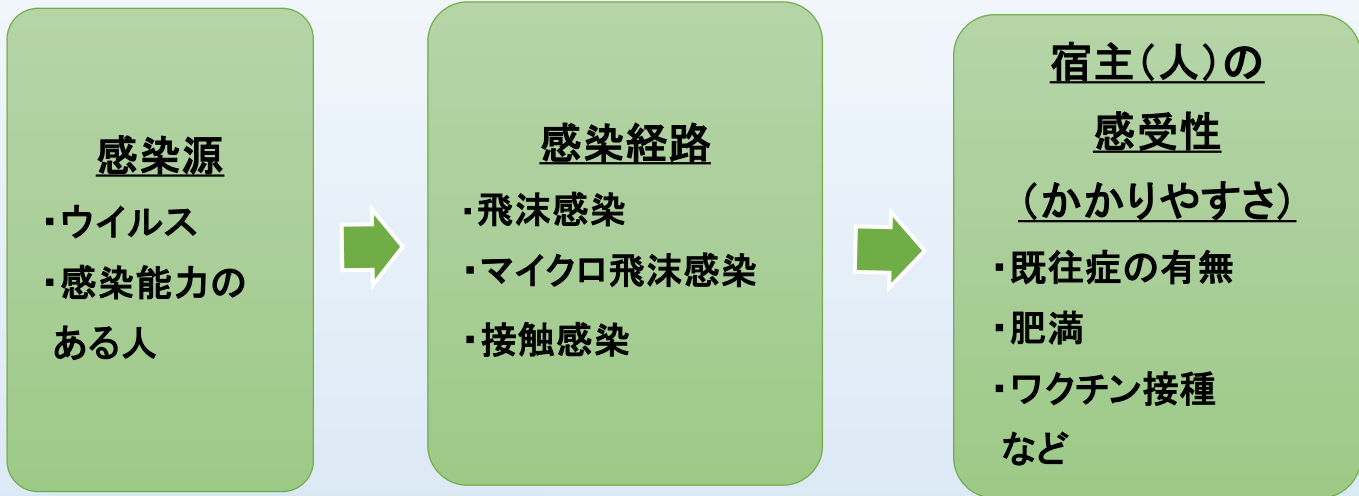 感染源
・ウイルス
・感染能力の
ある人
感染経路
・飛沫感染
・マイクロ飛沫感染
・接触感染
宿主(人)の
感受性
(かかりやすさ)
・既往症の有無
・肥満
・ワクチン接種
など